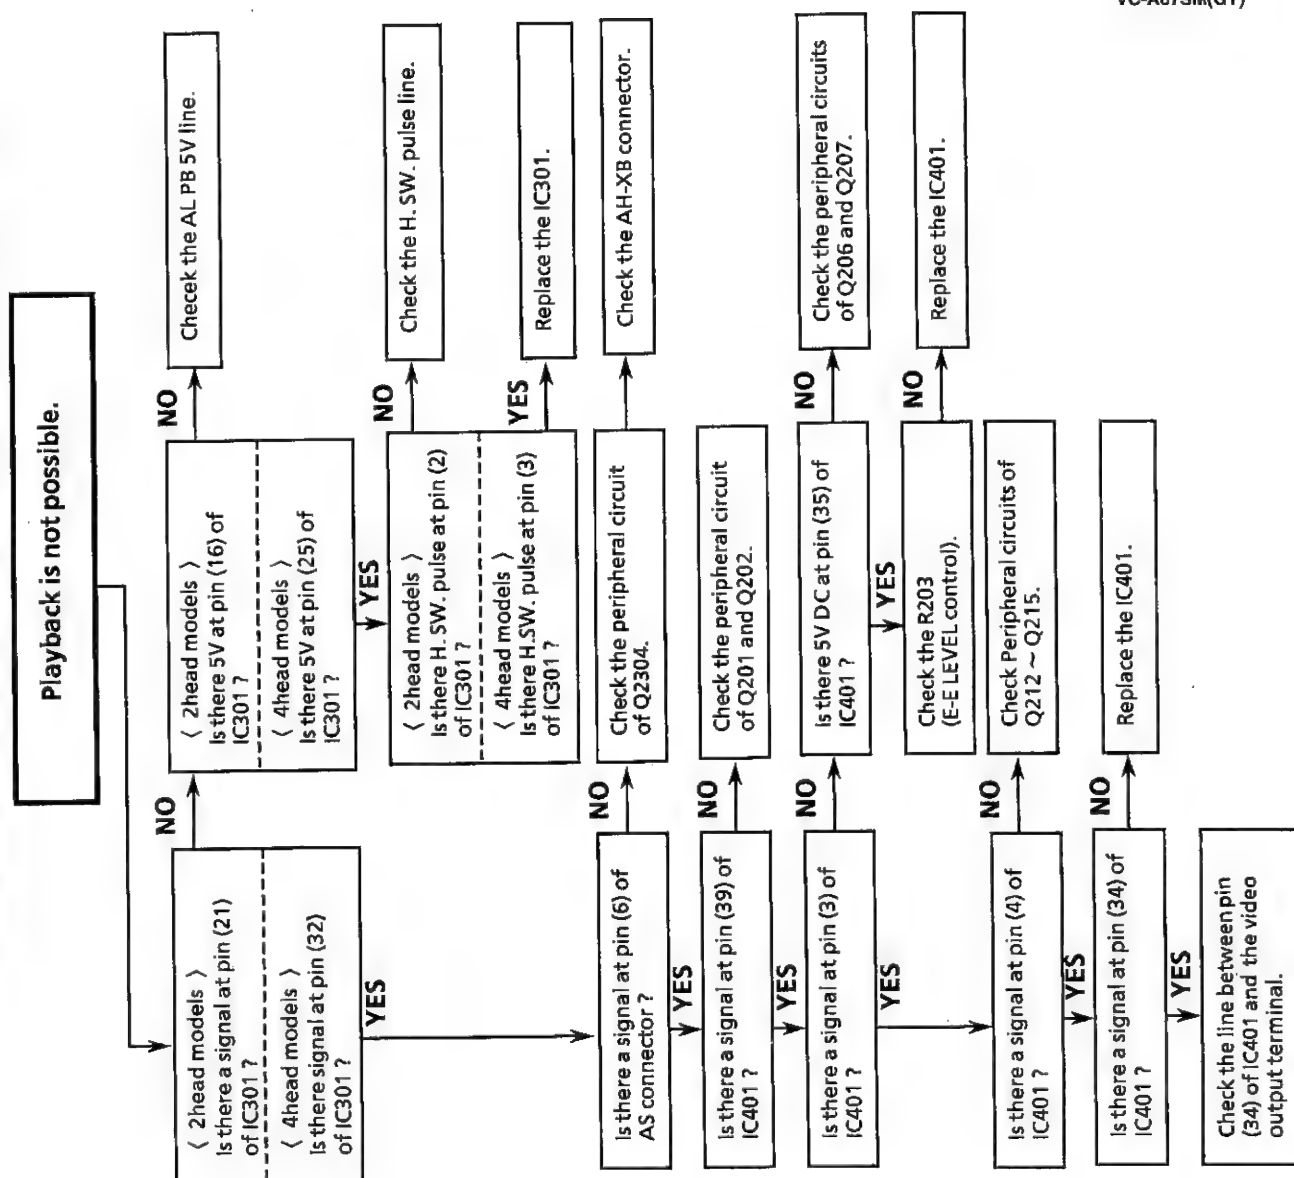 Playback is not possible.
〈 2head models 〉
Is there a signal at pin (21)
of IC301 ?
〈 4head models 〉
Is there signal at pin (32)
of IC301 ?
NO
〈 2head models 〉
Is there 5V at pin (16) of
IC301 ?
〈 4head models 〉
Is there 5V at pin (25) of
IC301 ?
NO
Checek the AL PB 5V line.
YES
〈 2head models 〉
Is there H. SW. pulse at pin (2)
of IC301 ?
〈 4head models 〉
Is there H.SW. pulse at pin (3)
of IC301 ?
NO
Check the H. SW. pulse line.
YES
Replace the IC301.
YES
Is there a signal at pin (6) of
AS connector ?
NO
Check the peripheral circuit
of Q2304.
Check the AH-XB connector.
YES
Is there a signal at pin (39) of
IC401 ?
NO
Check the peripheral circuit
of Q201 and Q202.
YES
Is there a signal at pin (3) of
IC401 ?
NO
Is there 5V DC at pin (35) of
IC401 ?
NO
Check the peripheral circuits
of Q206 and Q207.
YES
Check the R203
(E-E LEVEL control).
NO
Replace the IC401.
YES
Is there a signal at pin (4) of
IC401 ?
NO
Check Peripheral circuits of
Q212 ~ Q215.
YES
Is there a signal at pin (34) of
IC401 ?
NO
Replace the IC401.
YES
Check the line between pin
(34) of IC401 and the video
output terminal.